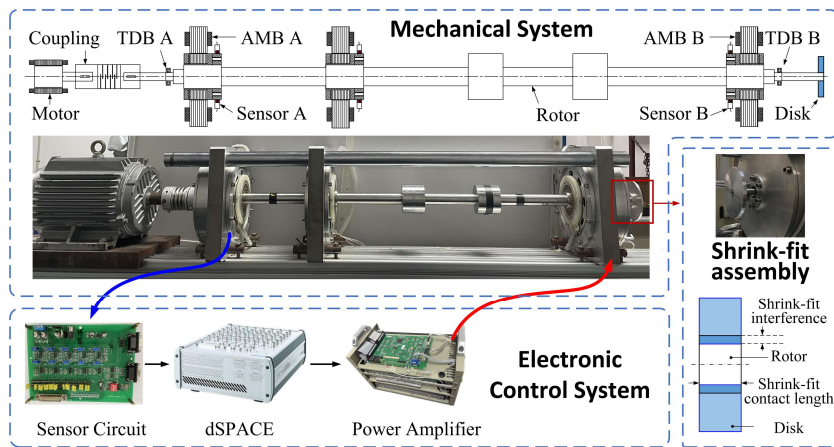 Mechanical System
Coupling
TDB A
AMB A
AMB B
TDB B
Motor
Sensor A
Rotor
Sensor B
Disk
Shrink-fit
assembly
Shrink-fit
interference
Rotor
Shrink-fit
contact length
Disk
Electronic
Control System
Sensor Circuit
dSPACE
Power Amplifier